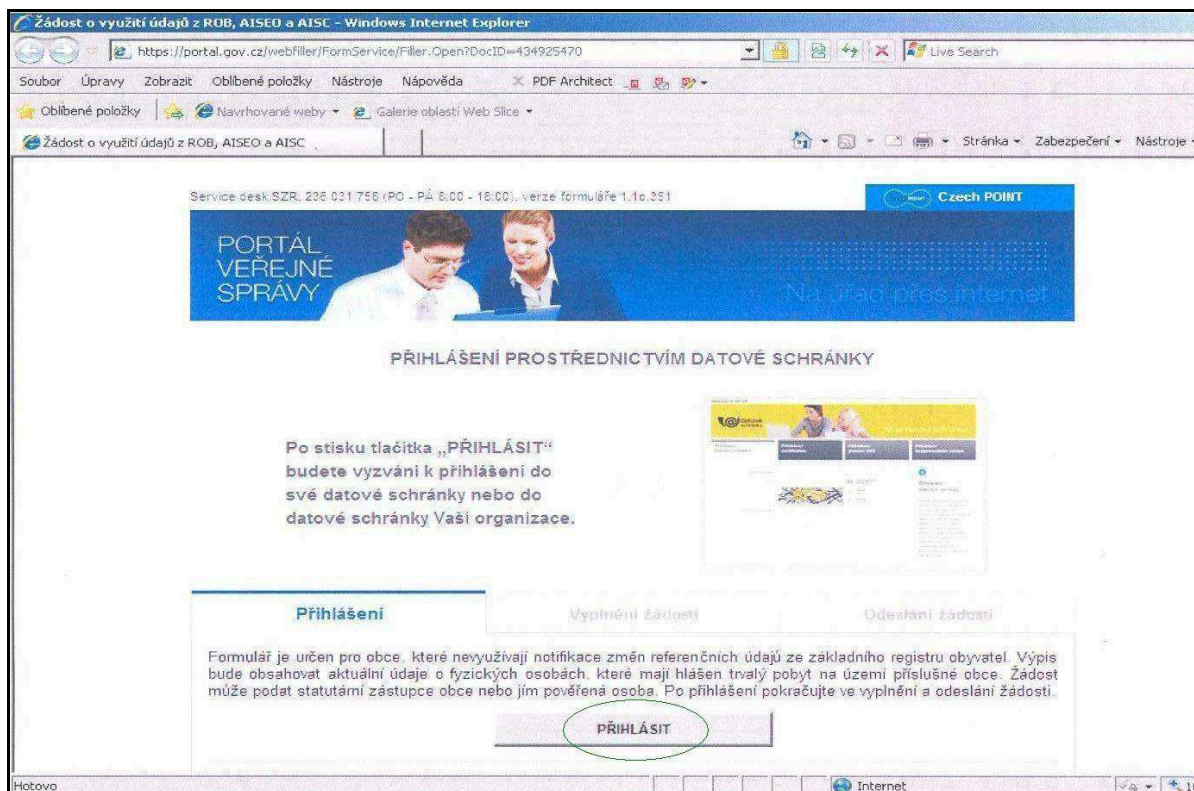 Žádost o využití údajů z ROB, AISEO a AISC - Windows Internet Explorer
https://portal.gov.cz/webfiller/FormService/Filler.Open?DocID=434925470
Live Search
Soubor Úpravy Zobrazit Oblíbené položky Nástroje Nápověda PDF Architect
Oblíbené položky Navrhované weby Galerie oblastí Web Slice
Žádost o využití údajů z ROB, AISEO a AISC
Stránka Zabezpečení Nástroje
Service desk SZR: 236 031 756 (PO - PÁ 8:00 - 16:00), verze formuláře 1.1c.351
Czech POINT
PORTÁL
VEŘEJNÉ
SPRÁVY
Na úřad přes internet
PŘIHLÁŠENÍ PROSTŘEDNICTVÍM DATOVÉ SCHRÁNKY
Po stisku tlačítka „PŘIHLÁSIT“
budete vyzváni k přihlášení do
své datové schránky nebo do
datové schránky Vaší organizace.
datové
schránky
Přihlášení
Vyplnění žádosti
Odeslání žádosti
Formulář je určen pro obce, které nevyužívají notifikace změn referenčních údajů ze základního registru obyvatel. Výpis
bude obsahovat aktuální údaje o fyzických osobách, které mají hlášen trvalý pobyt na území příslušné obce. Žádost
může podat statutární zástupce obce nebo jím pověřená osoba. Po přihlášení pokračujte ve vyplnění a odeslání žádosti.
PŘIHLÁSIT
Hotovo
Internet